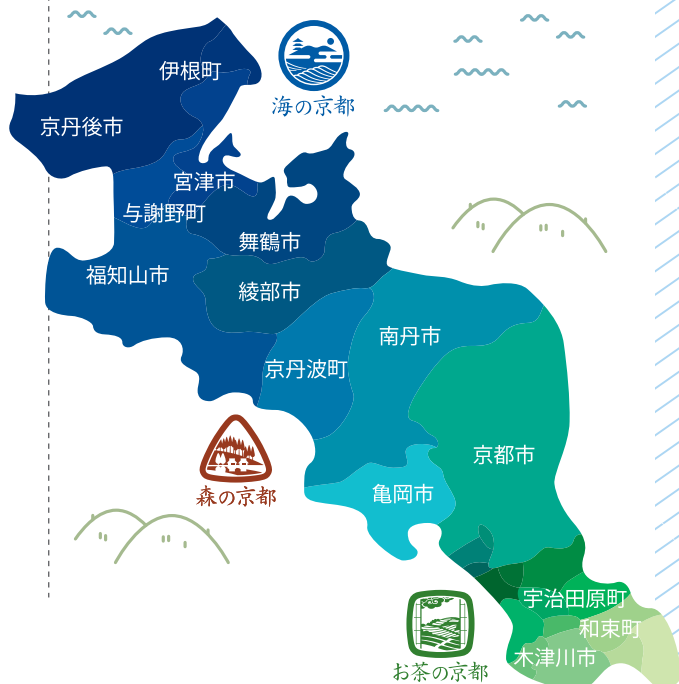 伊根町
海の京都
京丹後市
宮津市
与謝野町
舞鶴市
福知山市
綾部市
南丹市
京丹波町
京都市
亀岡市
森の京都
宇治田原町
和束町
木津川市
お茶の京都